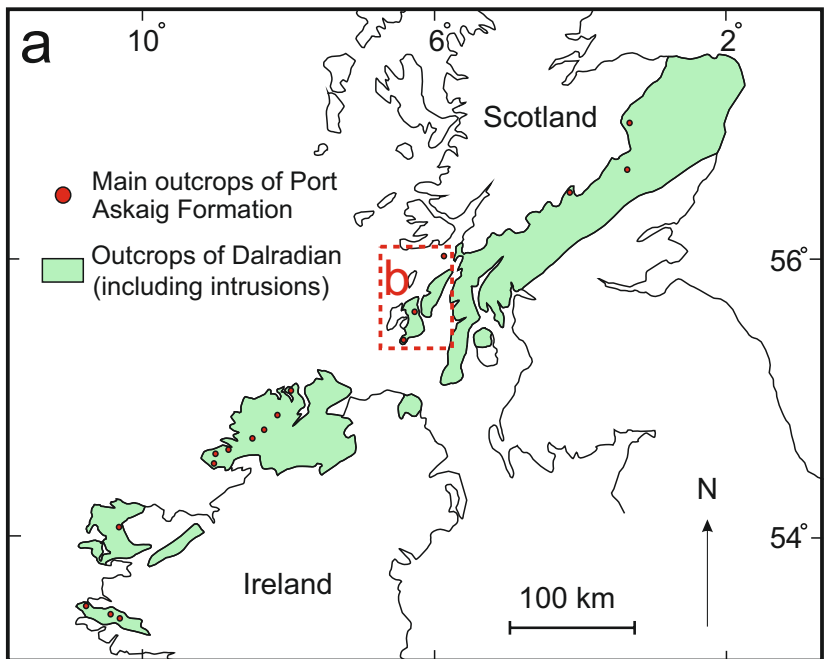 a
10°
6°
2°
Scotland
Main outcrops of Port
Askaig Formation
Outcrops of Dalradian
(including intrusions)
b
56°
N
54°
Ireland
100 km